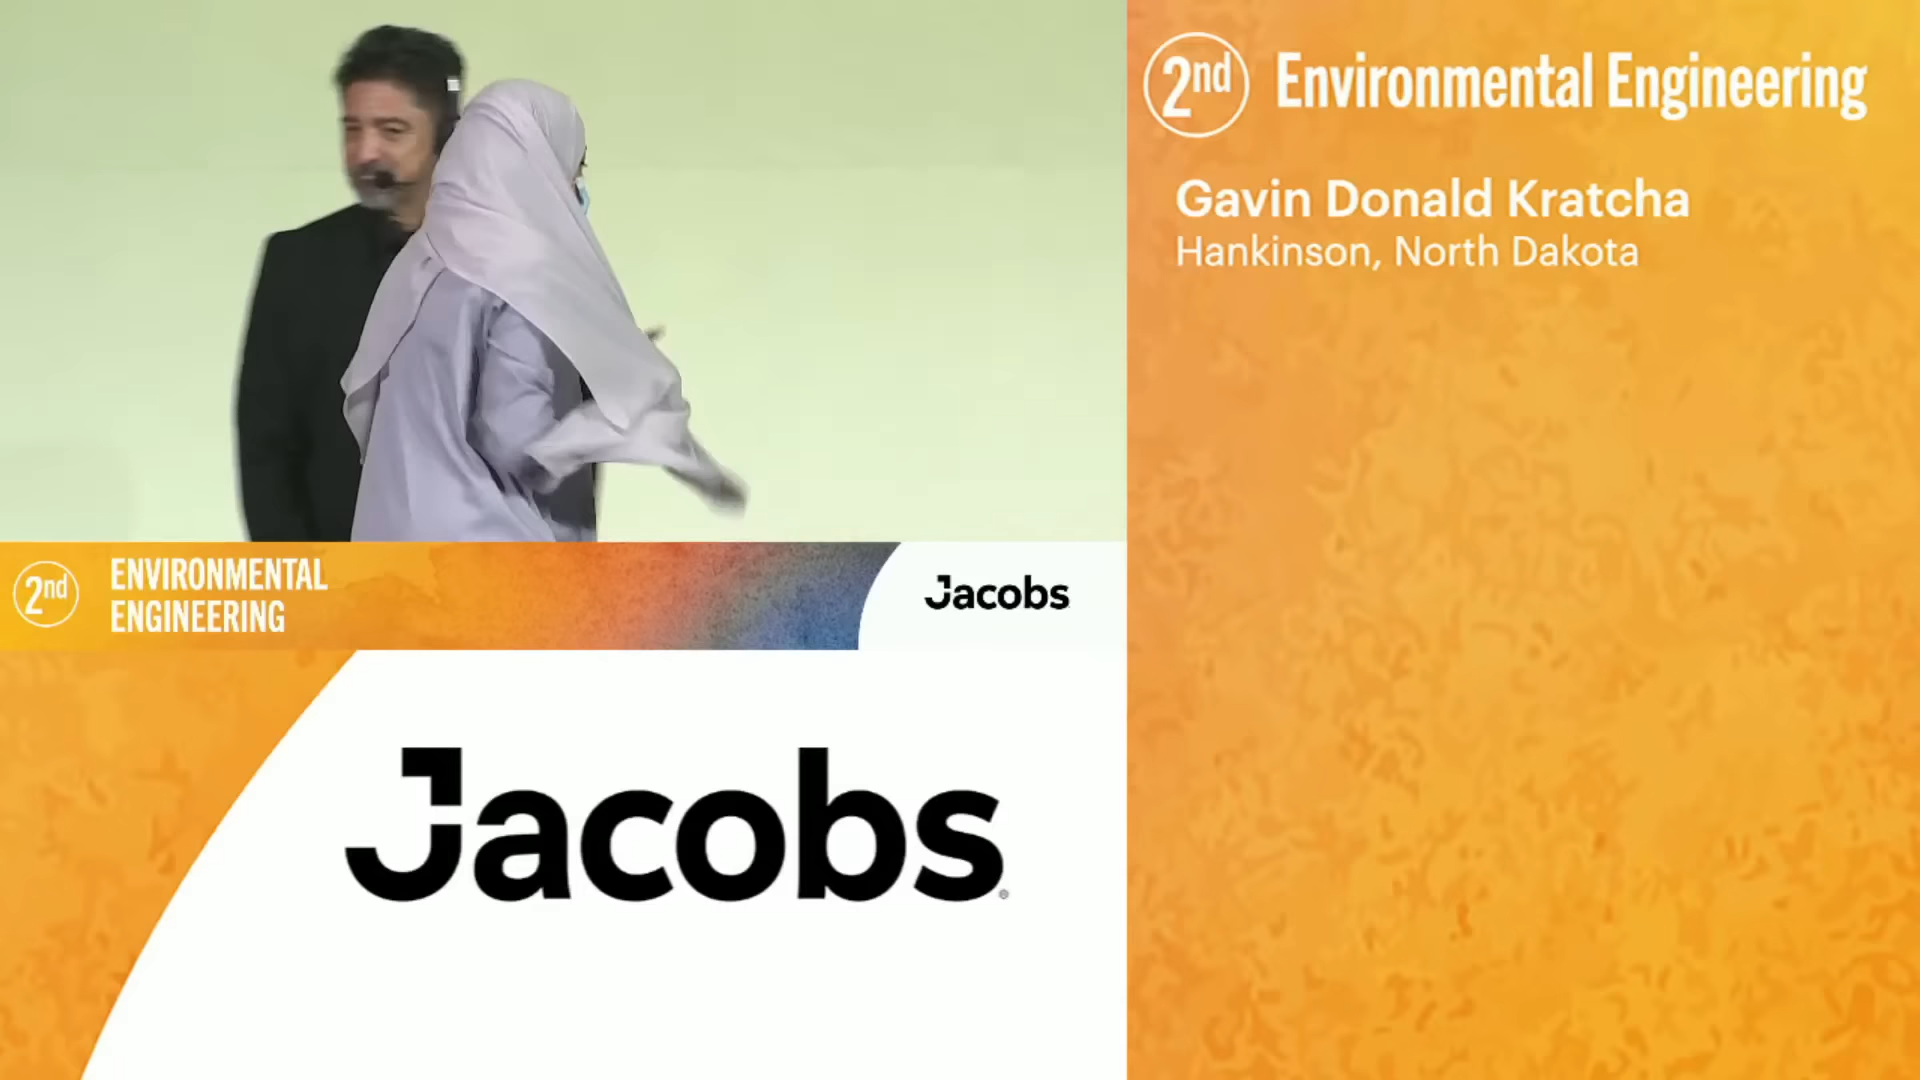 2nd Environmental Engineering
Gavin Donald Kratcha
Hankinson, North Dakota
2nd
ENVIRONMENTAL
ENGINEERING
Jacobs
Jacobs®